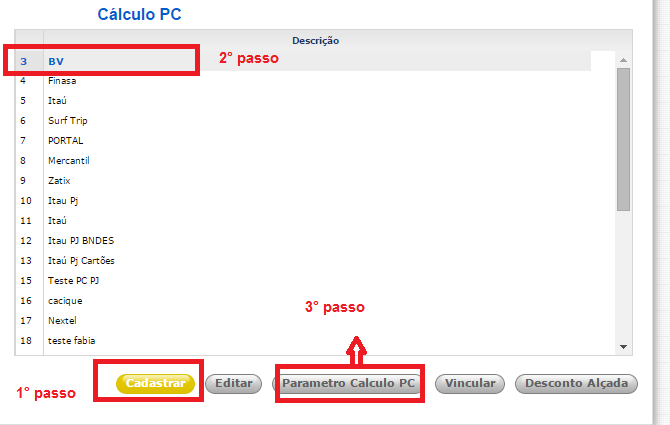 Cálculo PC
Descrição
3 BV
2° passo
4 Finasa
5 Itaú
6 Surf Trip
7 PORTAL
8 Mercantil
9 Zatix
10 Itau Pj
11 Itaú
12 Itau PJ BNDES
13 Itaú Pj Cartões
15 Teste PC PJ
16 cacique
3° passo
17 Nextel
18 teste fabia
1° passo
Cadastrar Editar Parametro Calculo PC Vincular Desconto Alçada